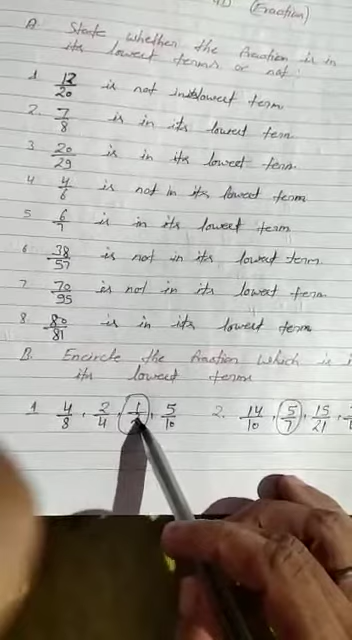 (Fraction)
A State whether the fraction is in
its lowest terms or not:
1. 12/20 is not in its lowest term
2. 7/8 is in its lowest term
3 20/29 is in its lowest term
4 4/6 is not in its lowest term
5 6/7 is in its lowest term
6 38/57 is not in its lowest term.
7. 70/95 is not in its lowest term
8. 80/81 is in its lowest term
B. Encircle the fraction which is
its lowest terms
1 4/8, 2/4, 1/2, 5/10 2. 14/10, 5/7, 15/21,